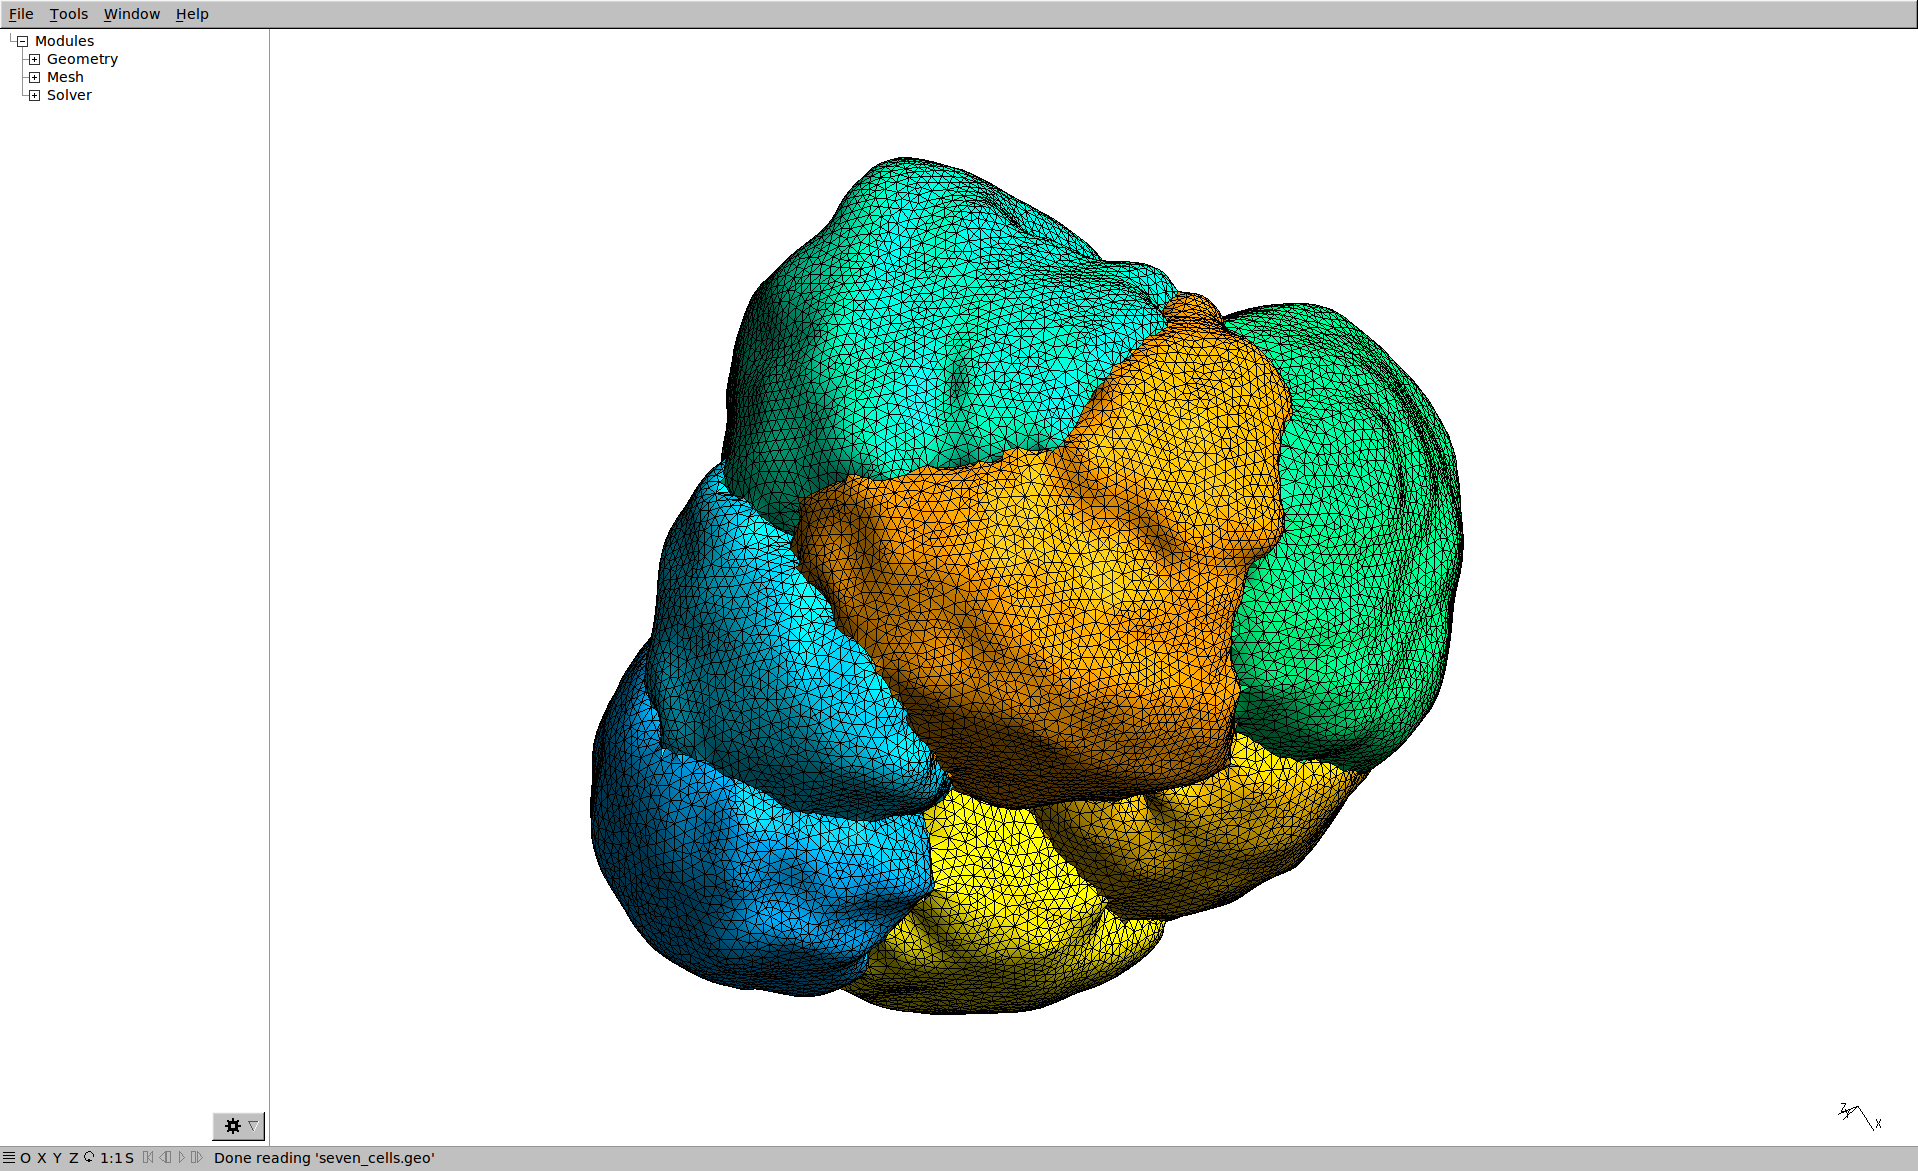 File Tools Window Help
Modules
Geometry
Mesh
Solver
Z Y X
O X Y Z 1:1 S Done reading 'seven_cells.geo'